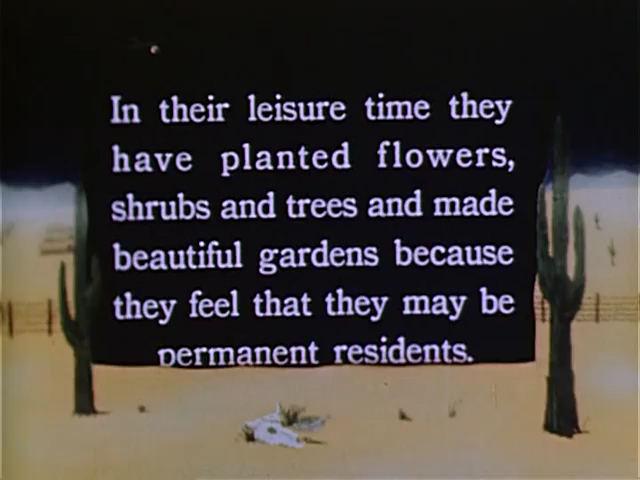 In their leisure time they
have planted flowers,
shrubs and trees and made
beautiful gardens because
they feel that they may be
permanent residents.